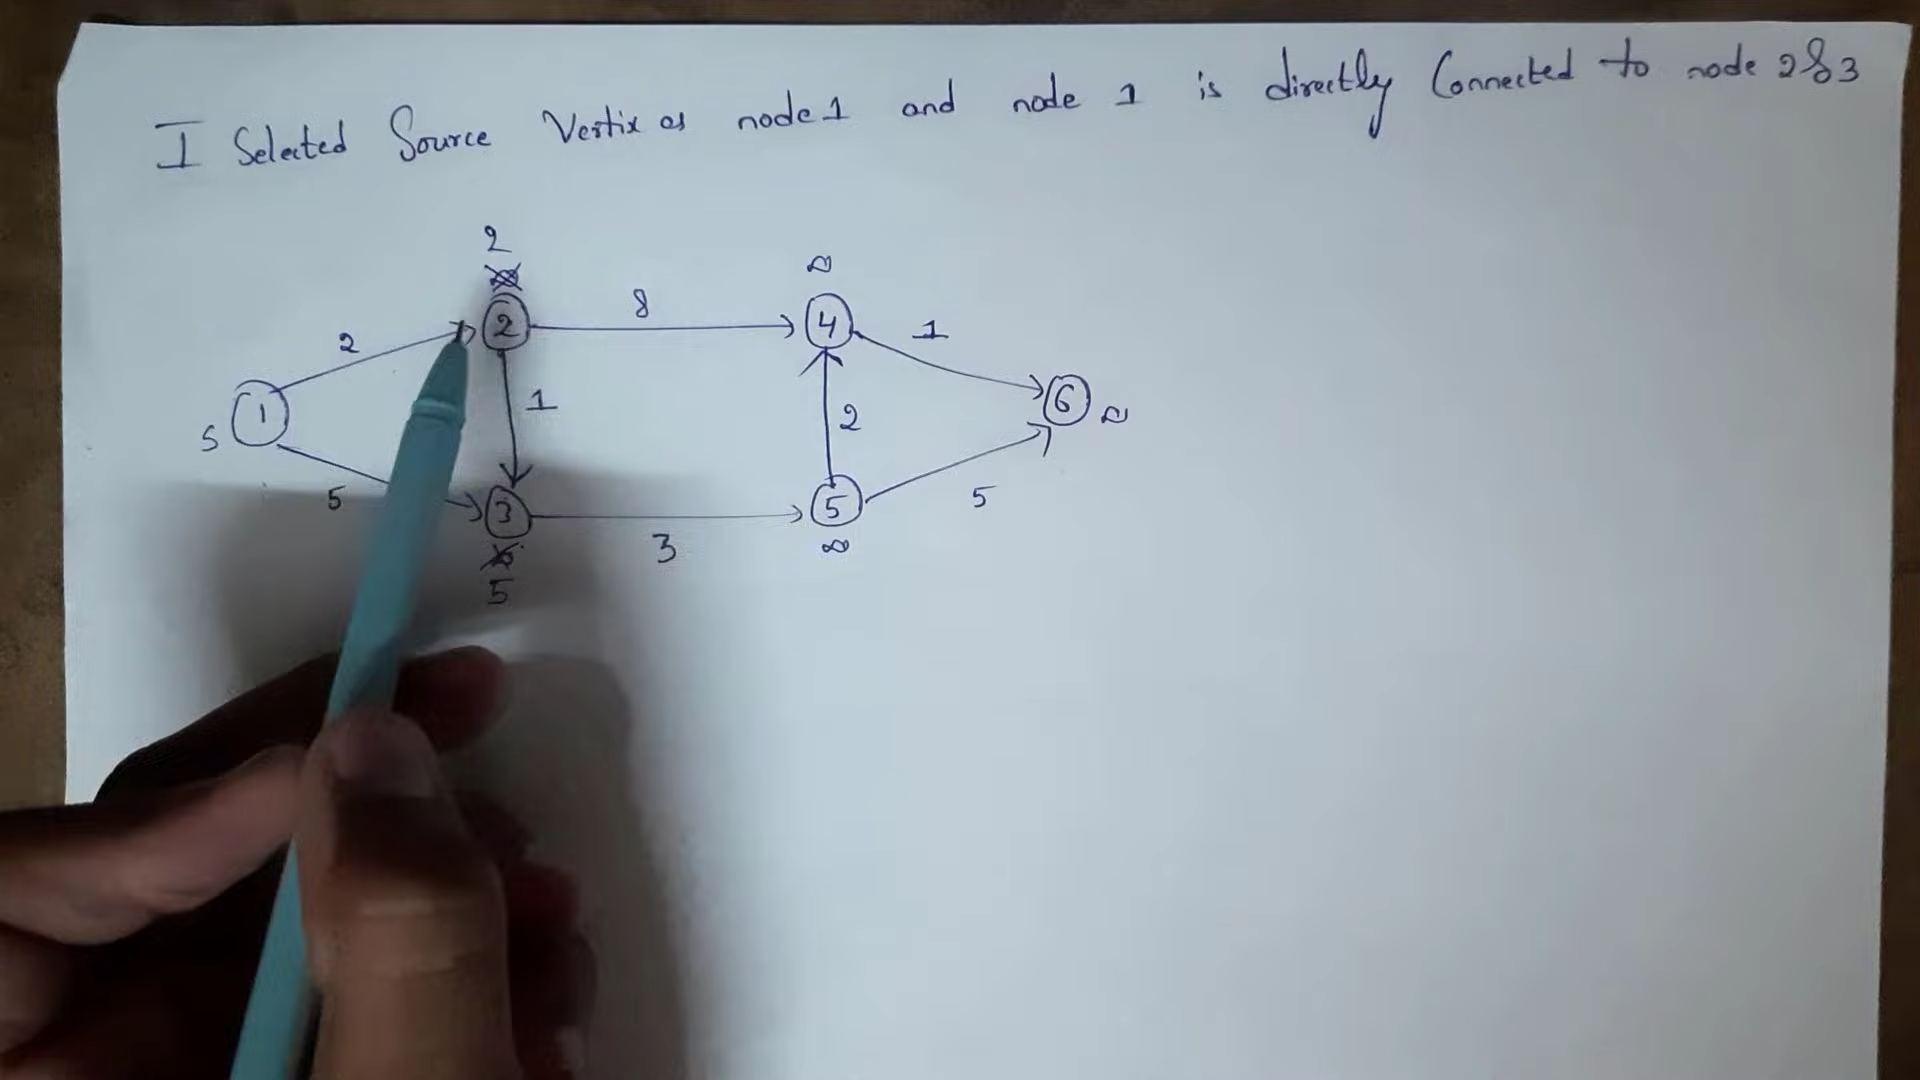 I Selected Source Vertix as node 1 and node 1 is directly Connected to node 2&3
2
∞
∞
2 8 4 1
2
1 1 2 6 ∞
S
5 3 5 5
3
∞
5